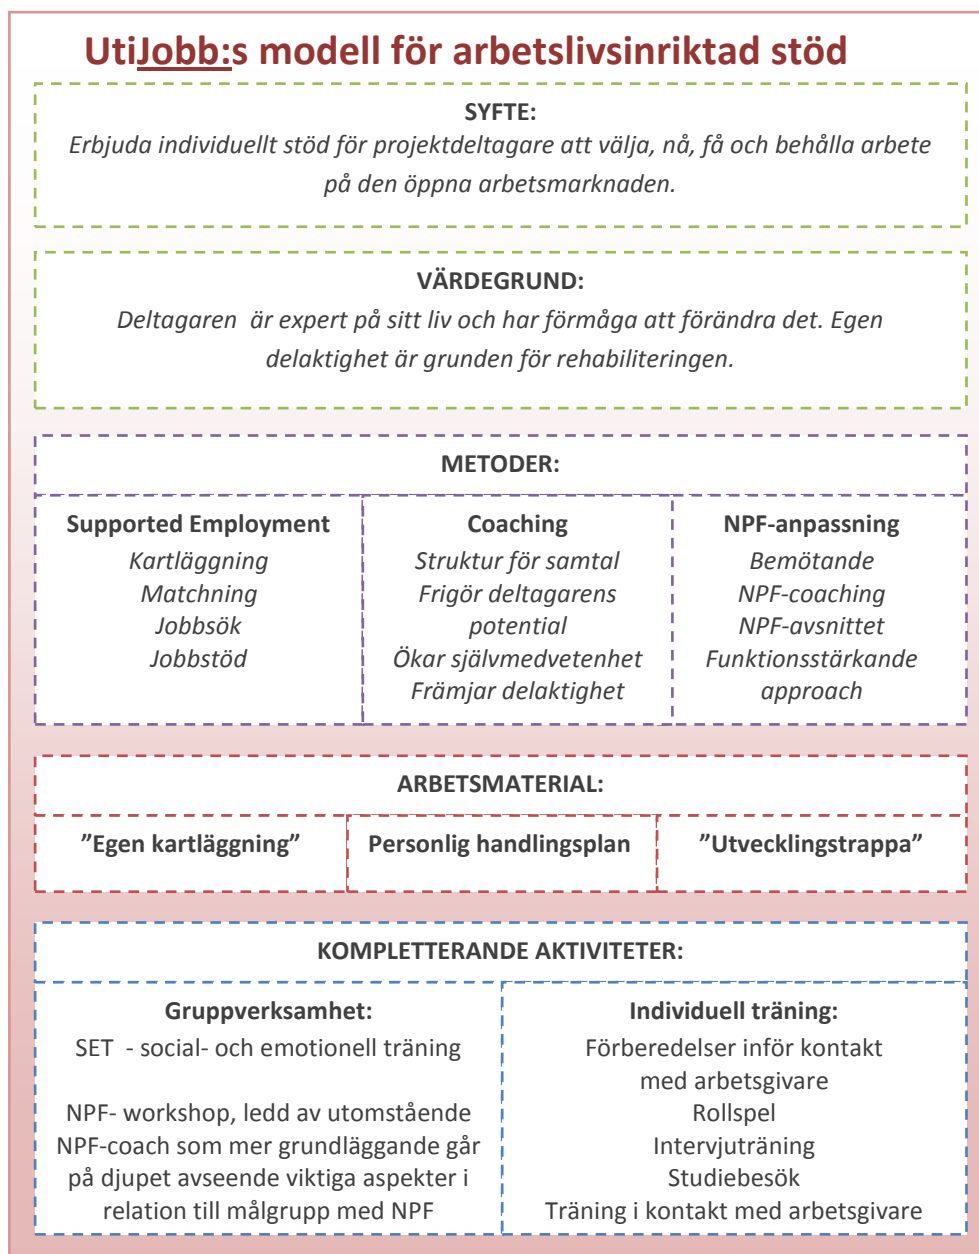 UtiJobb:s modell för arbetslivsinriktad stöd
SYFTE:
Erbjuda individuellt stöd för projektdeltagare att välja, nå, få och behålla arbete
på den öppna arbetsmarknaden.
VÄRDEGRUND:
Deltagaren är expert på sitt liv och har förmåga att förändra det. Egen
delaktighet är grunden för rehabiliteringen.
METODER:
Supported Employment
Kartläggning
Matchning
Jobbsök
Jobbstöd
Coaching
Struktur för samtal
Frigör deltagarens
potential
Ökar självmedvetenhet
Främjar delaktighet
NPF-anpassning
Bemötande
NPF-coaching
NPF-avsnittet
Funktionsstärkande
approach
ARBETSMATERIAL:
”Egen kartläggning”
Personlig handlingsplan
”Utvecklingstrappa”
KOMPLETTERANDE AKTIVITETER:
Gruppverksamhet:
SET - social- och emotionell träning
NPF- workshop, ledd av utomstående
NPF-coach som mer grundläggande går
på djupet avseende viktiga aspekter i
relation till målgrupp med NPF
Individuell träning:
Förberedelser inför kontakt
med arbetsgivare
Rollspel
Intervjuträning
Studiebesök
Träning i kontakt med arbetsgivare